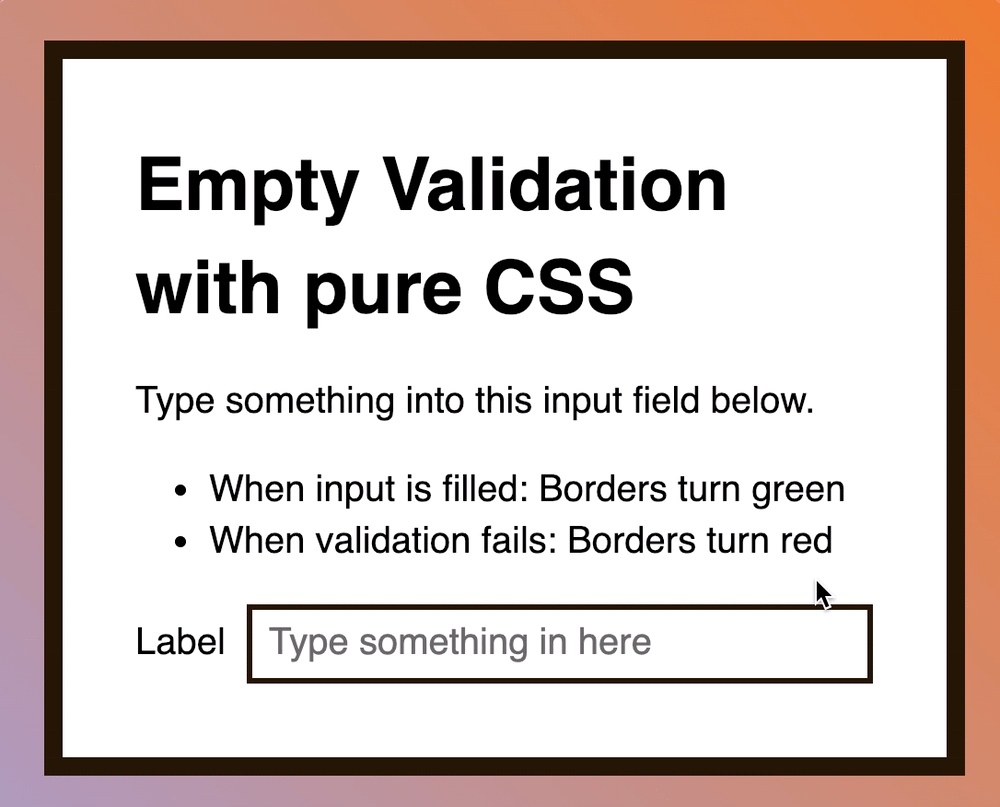 Empty Validation
with pure CSS
Type something into this input field below.
• When input is filled: Borders turn green
• When validation fails: Borders turn red
Label Type something in here